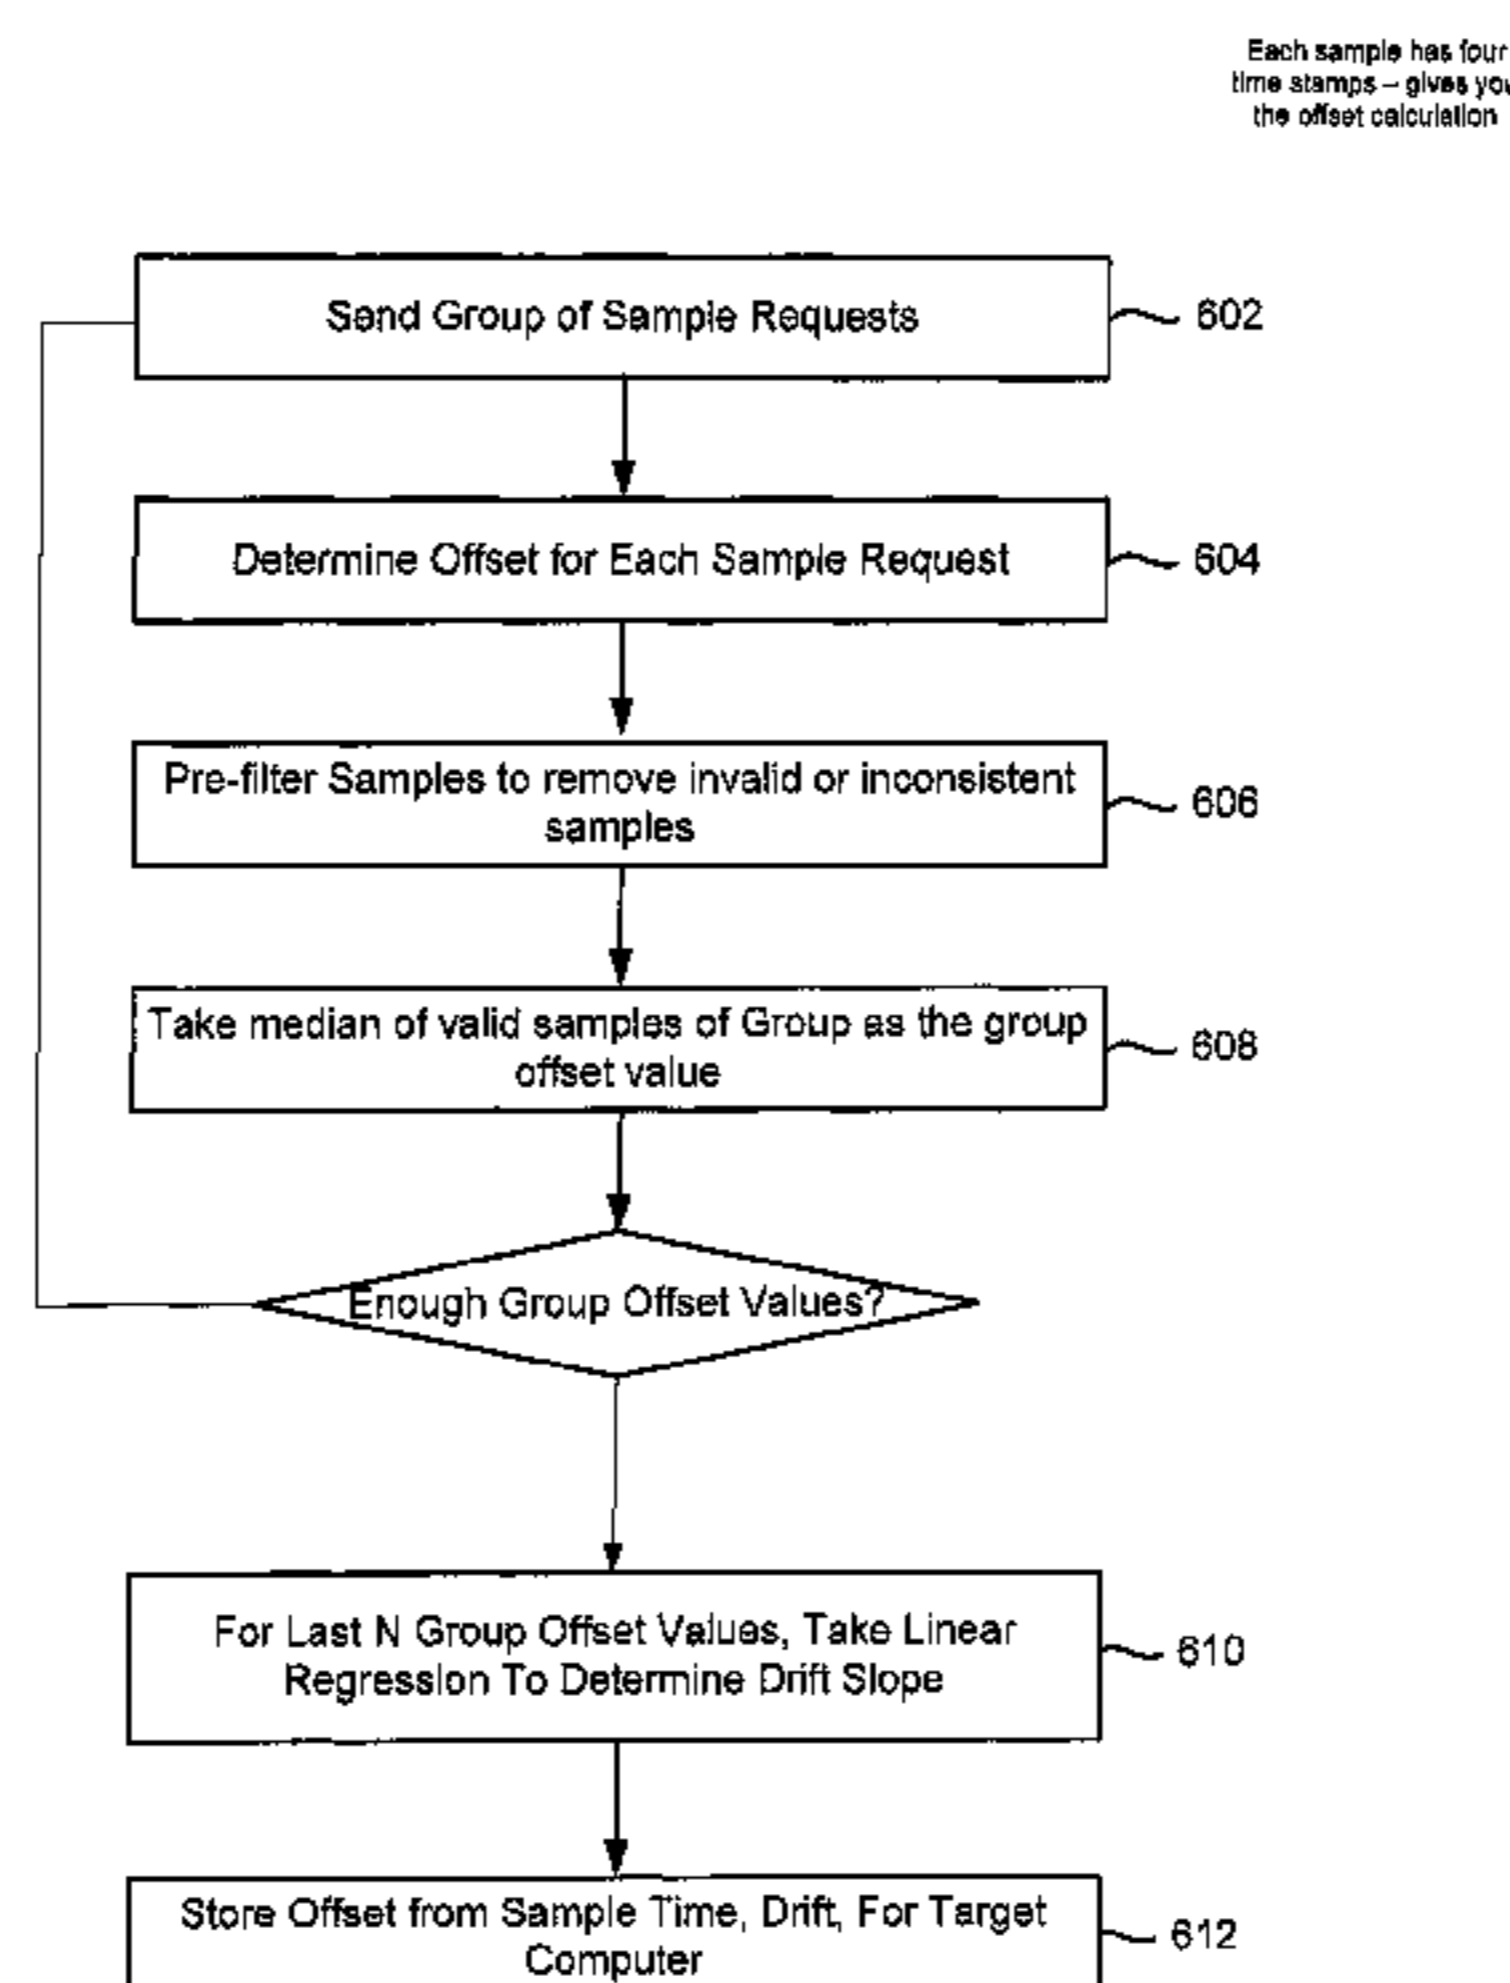 Each sample has four
time stamps – gives you
the offset calculation
Send Group of Sample Requests
602
Determine Offset for Each Sample Request
604
Pre-filter Samples to remove invalid or inconsistent
samples
606
Take median of valid samples of Group as the group
offset value
608
Enough Group Offset Values?
For Last N Group Offset Values, Take Linear
Regression To Determine Drift Slope
610
Store Offset from Sample Time, Drift, For Target
Computer
612